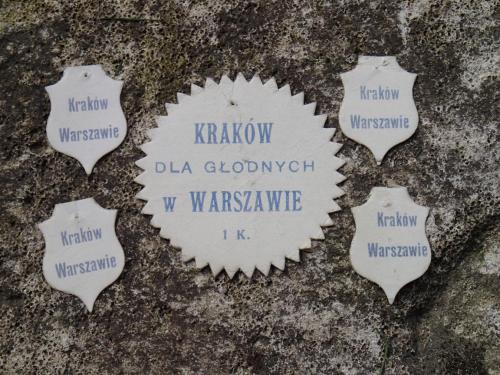 Kraków
Warszawie
KRAKÓW
DLA GŁODNYCH
W WARSZAWIE
1 K.
Kraków
Warszawie
Kraków
Warszawie
Kraków
Warszawie